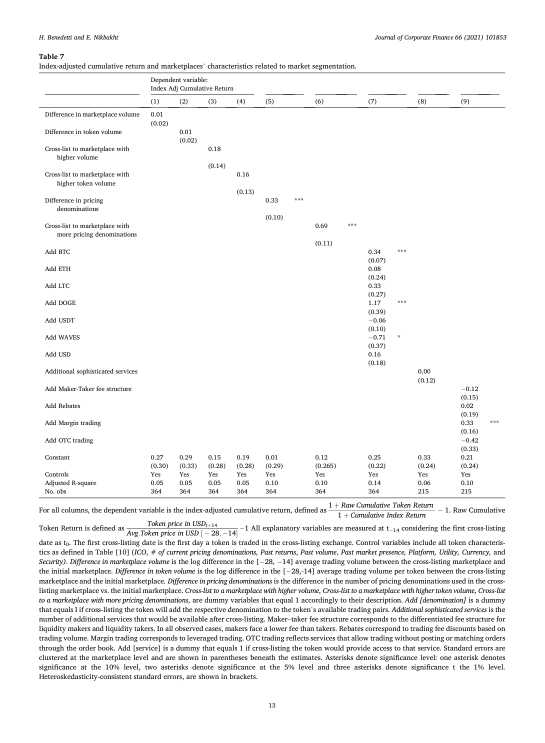 H. Benedetti and E. Nikbakht
Journal of Corporate Finance 66 (2021) 101853
Table 7
Index-adjusted cumulative return and marketplaces' characteristics related to market segmentation.
Dependent variable:
Index Adj Cumulative Return
(1) (2) (3) (4) (5) (6) (7) (8) (9)
Difference in marketplace volume 0.01
(0.02)
Difference in token volume 0.01
(0.02)
Cross-list to marketplace with 0.18
higher volume
(0.14)
Cross-list to marketplace with 0.16
higher token volume
(0.13)
Difference in pricing 0.33 ***
denominations
(0.10)
Cross-list to marketplace with 0.69 ***
more pricing denominations
(0.11)
Add BTC 0.34 ***
(0.07)
Add ETH 0.08
(0.24)
Add LTC 0.33
(0.27)
Add DOGE 1.17 ***
(0.39)
Add USDT −0.06
(0.10)
Add WAVES −0.71 *
(0.37)
Add USD 0.16
(0.18)
Additional sophisticated services 0.00
(0.12)
Add Maker-Taker fee structure −0.12
(0.15)
Add Rebates 0.02
(0.19)
Add Margin trading 0.33 ***
(0.16)
Add OTC trading −0.42
(0.33)
Constant 0.27 0.29 0.15 0.19 0.01 0.12 0.25 0.33 0.21
(0.30) (0.33) (0.28) (0.28) (0.29) (0.265) (0.22) (0.24) (0.24)
Controls Yes Yes Yes Yes Yes Yes Yes Yes Yes
Adjusted R-square 0.05 0.05 0.05 0.05 0.10 0.10 0.14 0.06 0.10
No. obs 364 364 364 364 364 364 364 215 215
For all columns, the dependent variable is the index-adjusted cumulative return, defined as 1 + Raw Cumulative Token Return / 1 + Cumulative Index Return − 1. Raw Cumulative
Token Return is defined as Token price in USDt+14 / Avg.Token price in USD [ − 28, −14] −1 All explanatory variables are measured at t−14 considering the first cross-listing
date as t0. The first cross-listing date is the first day a token is traded in the cross-listing exchange. Control variables include all token characteris-
tics as defined in Table [10] (ICO, # of current pricing denominations, Past returns, Past volume, Past market presence, Platform, Utility, Currency, and
Security). Difference in marketplace volume is the log difference in the [−28, −14] average trading volume between the cross-listing marketplace and
the initial marketplace. Difference in token volume is the log difference in the [−28,-14] average trading volume per token between the cross-listing
marketplace and the initial marketplace. Difference in pricing denominations is the difference in the number of pricing denominations used in the cross-
listing marketplace vs. the initial marketplace. Cross-list to a marketplace with higher volume, Cross-list to a marketplace with higher token volume, Cross-list
to a marketplace with more pricing denominations, are dummy variables that equal 1 accordingly to their description. Add [denomination] is a dummy
that equals I if cross-listing the token will add the respective denomination to the token's available trading pairs. Additional sophisticated services is the
number of additional services that would be available after cross-listing. Maker–taker fee structure corresponds to the differentiated fee structure for
liquidity makers and liquidity takers. In all observed cases, makers face a lower fee than takers. Rebates correspond to trading fee discounts based on
trading volume. Margin trading corresponds to leveraged trading. OTC trading reflects services that allow trading without posting or matching orders
through the order book. Add [service] is a dummy that equals 1 if cross-listing the token would provide access to that service. Standard errors are
clustered at the marketplace level and are shown in parentheses beneath the estimates. Asterisks denote significance level: one asterisk denotes
significance at the 10% level, two asterisks denote significance at the 5% level and three asterisks denote significance t the 1% level.
Heteroskedasticity-consistent standard errors, are shown in brackets.
13